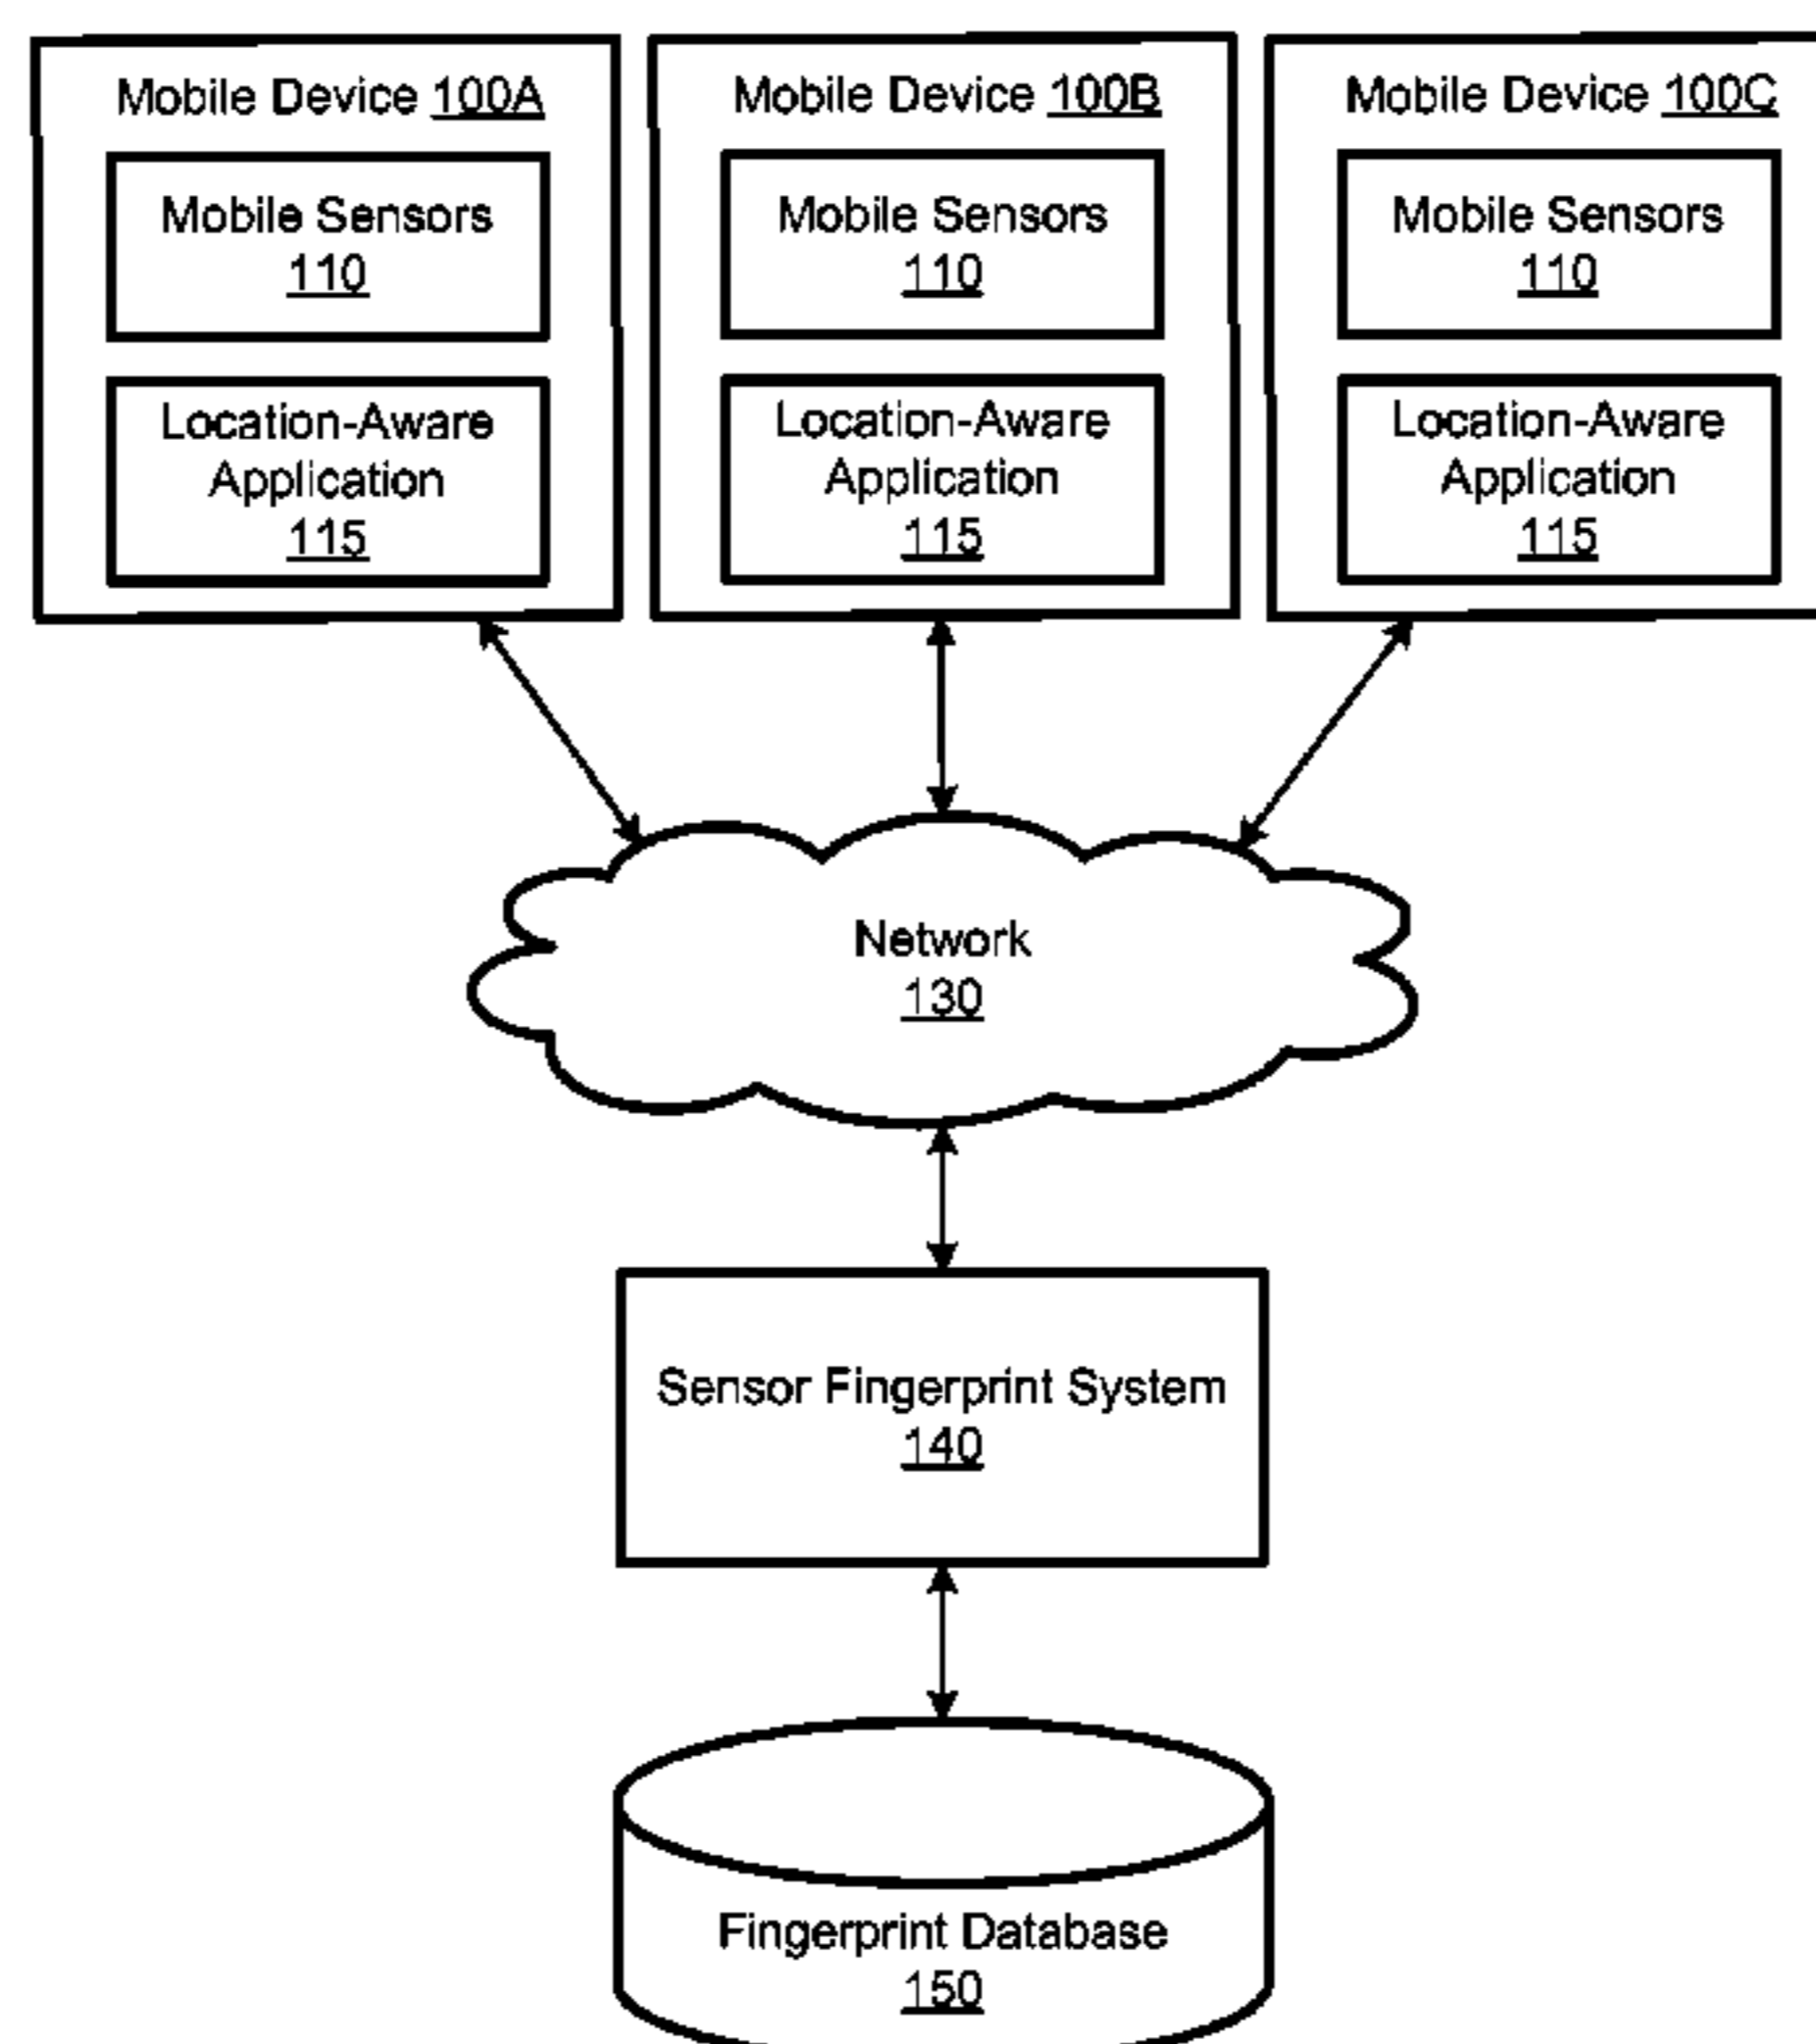 Mobile Device 100A
Mobile Sensors
110
Location-Aware
Application
115
Mobile Device 100B
Mobile Sensors
110
Location-Aware
Application
115
Mobile Device 100C
Mobile Sensors
110
Location-Aware
Application
115
Network
130
Sensor Fingerprint System
140
Fingerprint Database
150